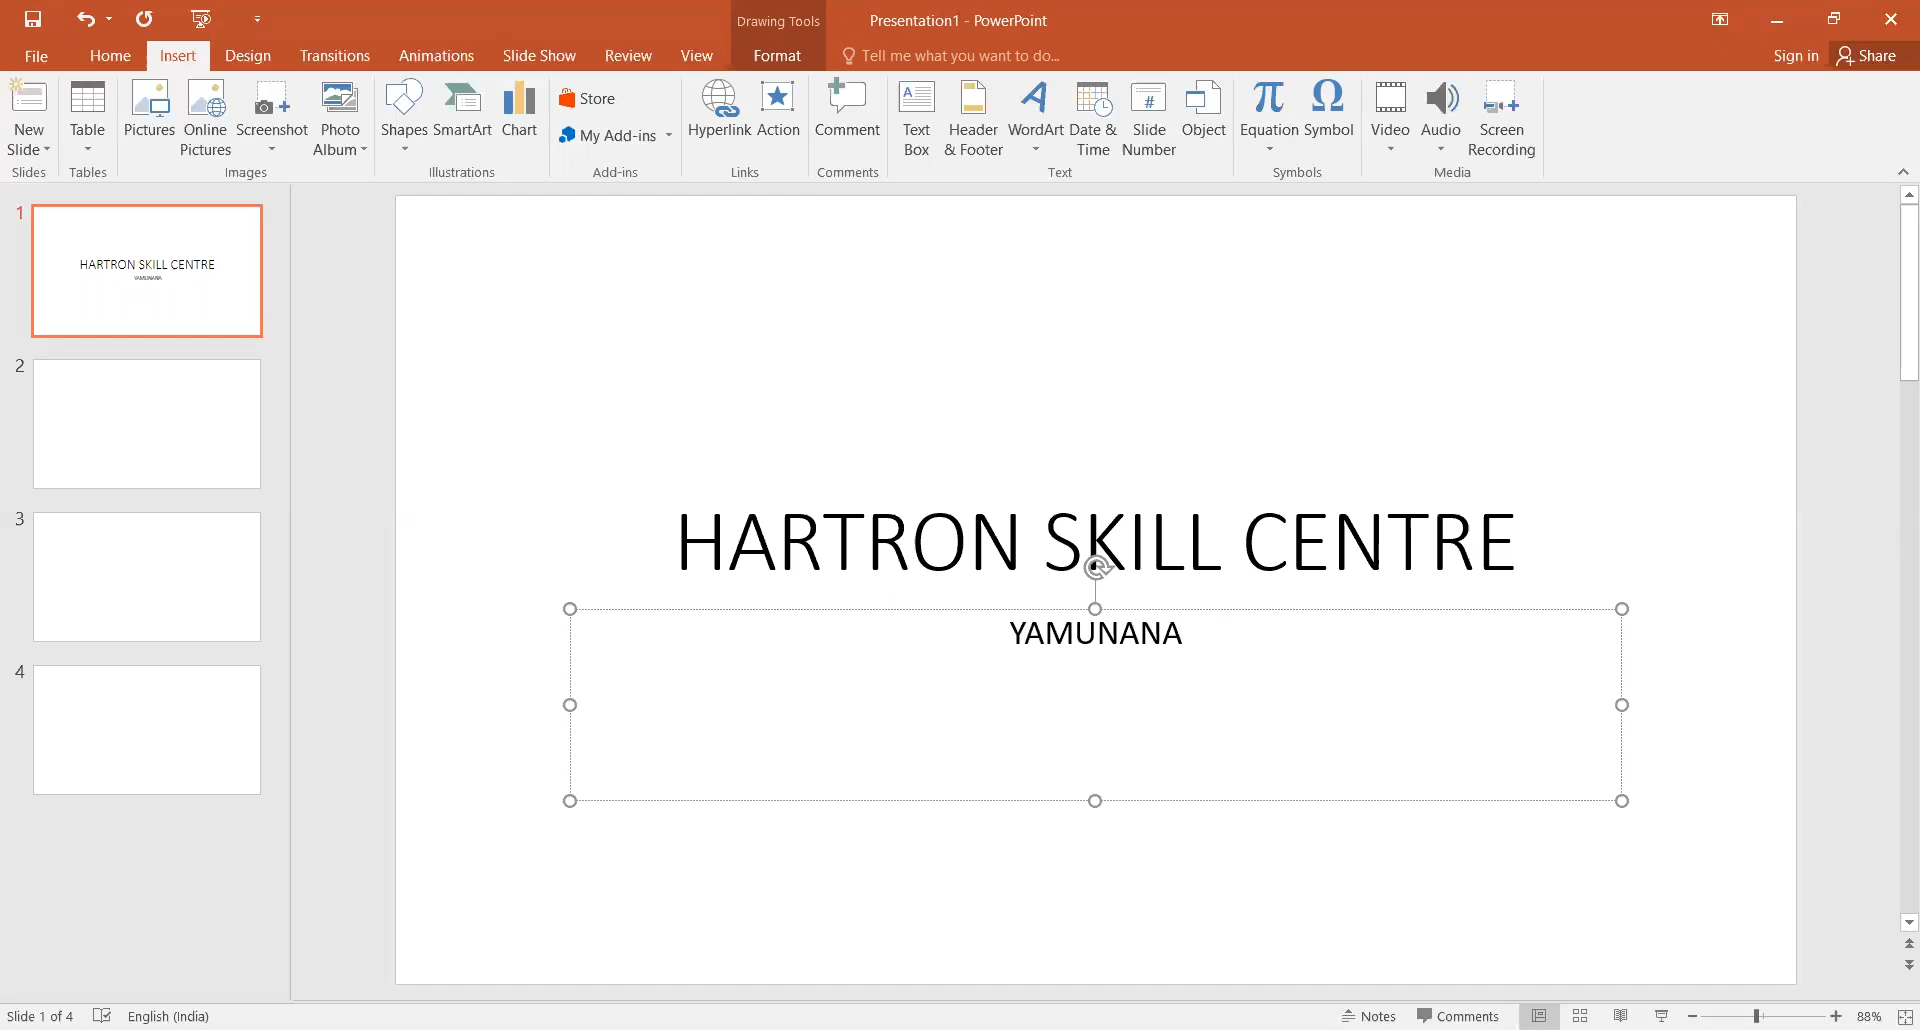 Drawing Tools
Presentation1 - PowerPoint
File Home Insert Design Transitions Animations Slide Show Review View Format Tell me what you want to do... Sign in Share
New Slide
Table
Pictures
Online Pictures
Screenshot
Photo Album
Shapes
SmartArt
Chart
Store
My Add-ins
Hyperlink
Action
Comment
Text Box
Header & Footer
WordArt
Date & Time
Slide Number
# 
Object
Equation
π
Symbol
Ω
Video
Audio
Screen Recording
Slides Tables Images Illustrations Add-ins Links Comments Text Symbols Media
1
HARTRON SKILL CENTRE
YAMUNANA
2
3
4
HARTRON SKILL CENTRE
YAMUNANA
Slide 1 of 4 English (India) Notes Comments 88%